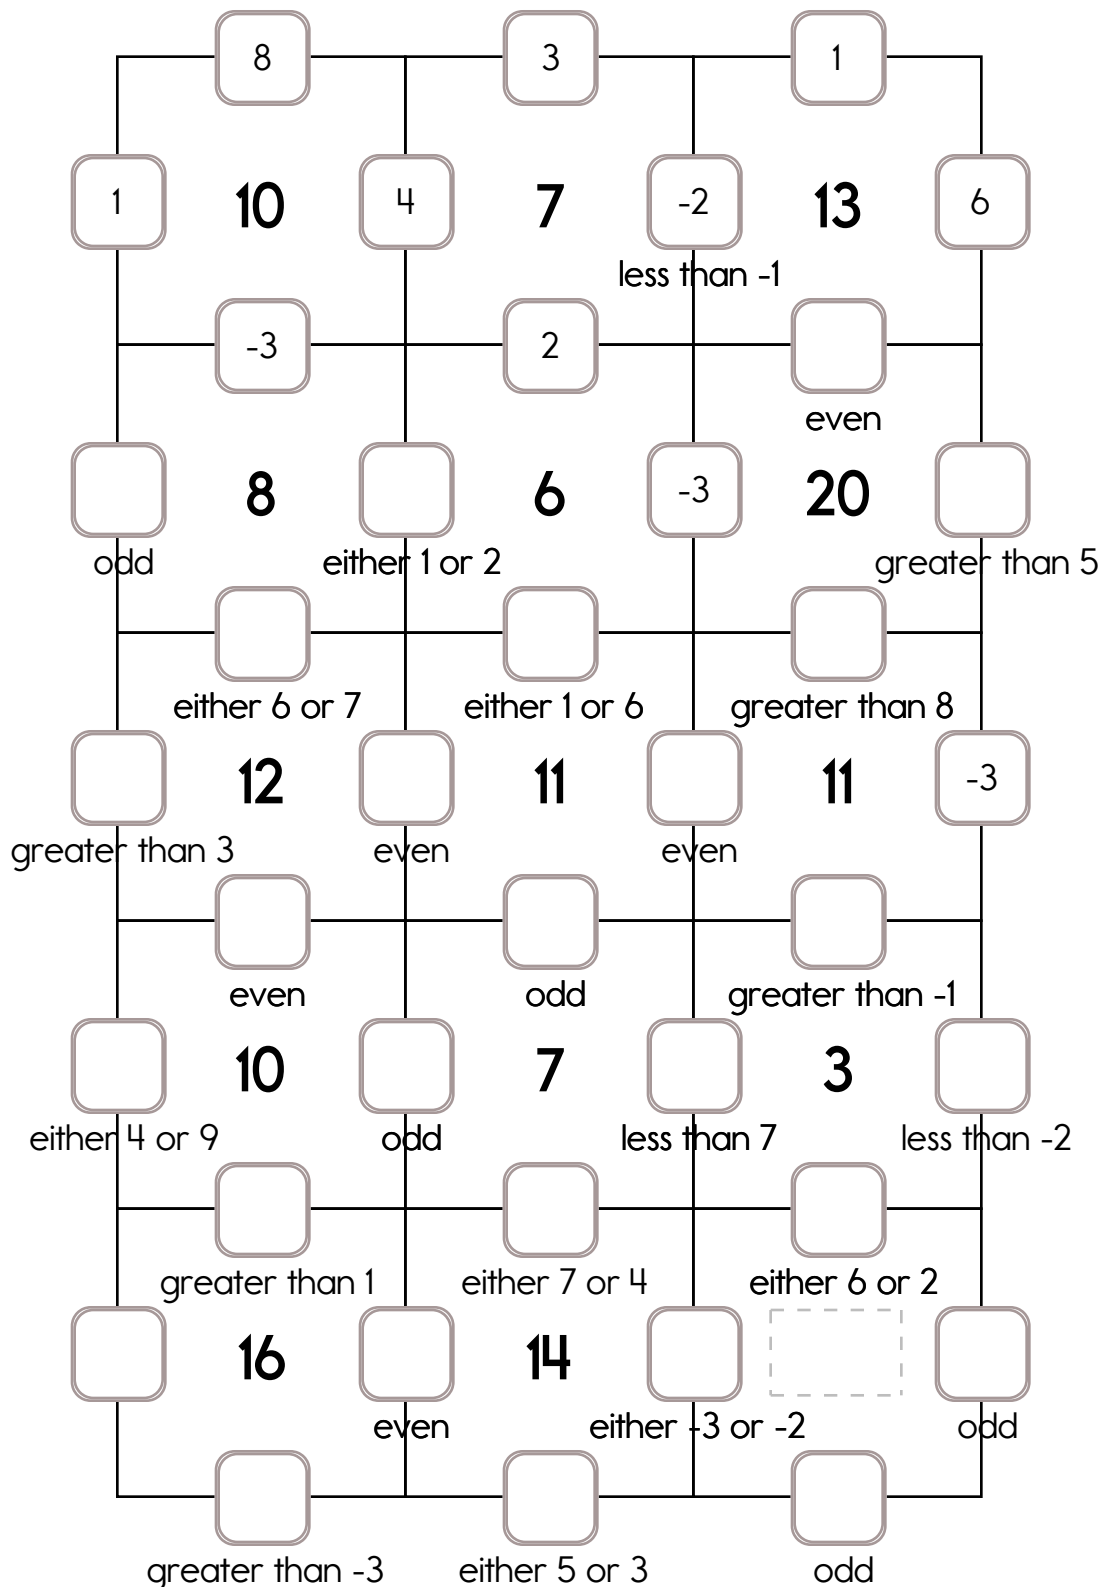 8 3 1
1 10 4 7 -2 13 6
less than -1
-3 2
even
8 6 -3 20
odd either 1 or 2 greater than 5
either 6 or 7 either 1 or 6 greater than 8
12 11 11 -3
greater than 3 even even
even odd greater than -1
10 7 3
either 4 or 9 odd less than 7 less than -2
greater than 1 either 7 or 4 either 6 or 2
16 14
even either -3 or -2 odd
greater than -3 either 5 or 3 odd